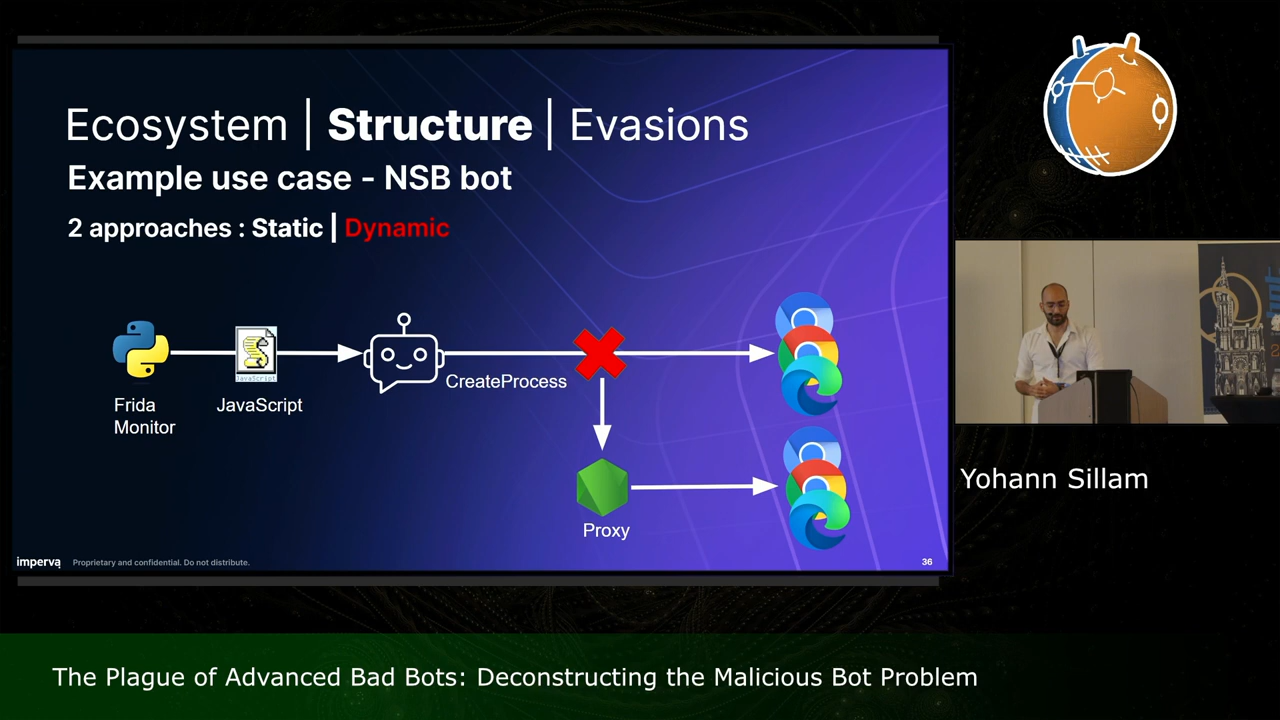 Ecosystem | Structure | Evasions
Example use case - NSB bot
2 approaches : Static | Dynamic
CreateProcess
Frida
Monitor
JavaScript
JavaScript
Proxy
imperva
Proprietary and confidential. Do not distribute.
36
Yohann Sillam
The Plague of Advanced Bad Bots: Deconstructing the Malicious Bot Problem